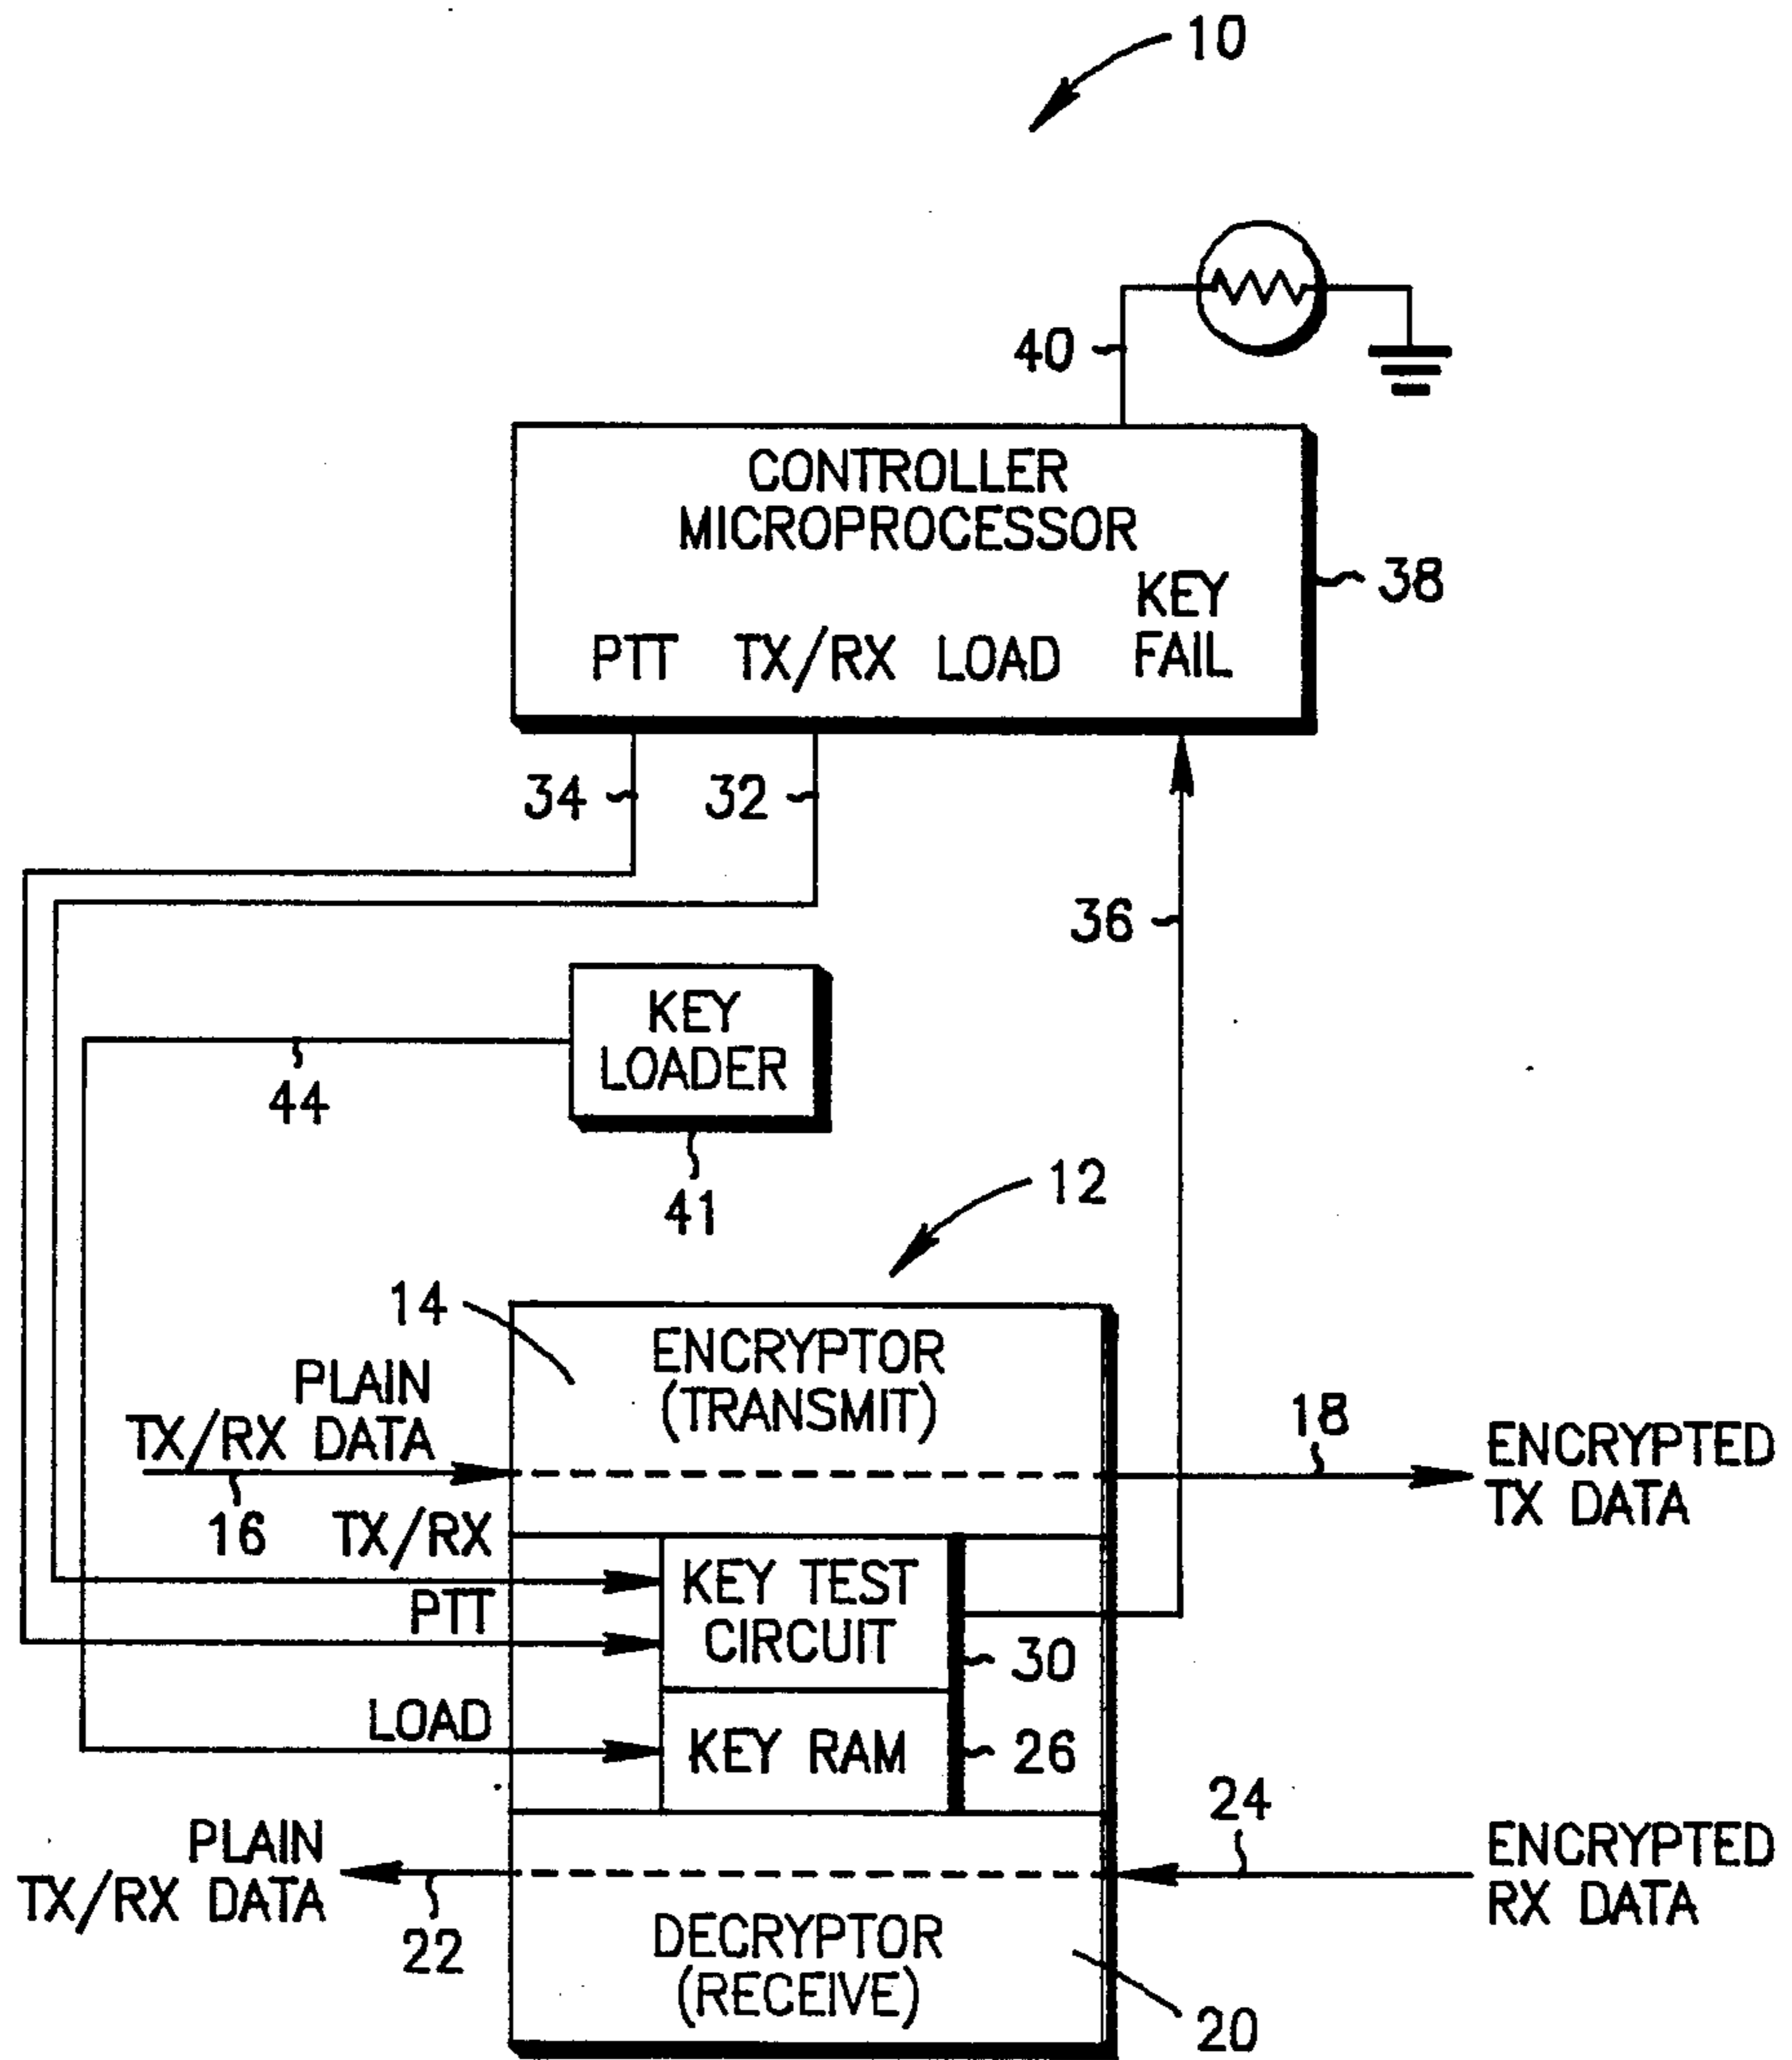 10
40
CONTROLLER
MICROPROCESSOR
KEY
FAIL
PTT TX/RX LOAD
38
34
32
36
KEY
LOADER
44
41
12
14
ENCRYPTOR
(TRANSMIT)
PLAIN
TX/RX DATA
16
18
ENCRYPTED
TX DATA
TX/RX
PTT
KEY TEST
CIRCUIT
30
LOAD
KEY RAM
26
24
PLAIN
TX/RX DATA
22
ENCRYPTED
RX DATA
DECRYPTOR
(RECEIVE)
20